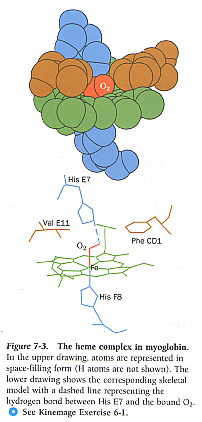 O2
His E7
Val E11
O2
Phe CD1
Fe
His F8
Figure 7-3. The heme complex in myoglobin.
In the upper drawing, atoms are represented in
space-filling form (H atoms are not shown). The
lower drawing shows the corresponding skeletal
model with a dashed line representing the
hydrogen bond between His E7 and the bound O2.
See Kinemage Exercise 6-1.